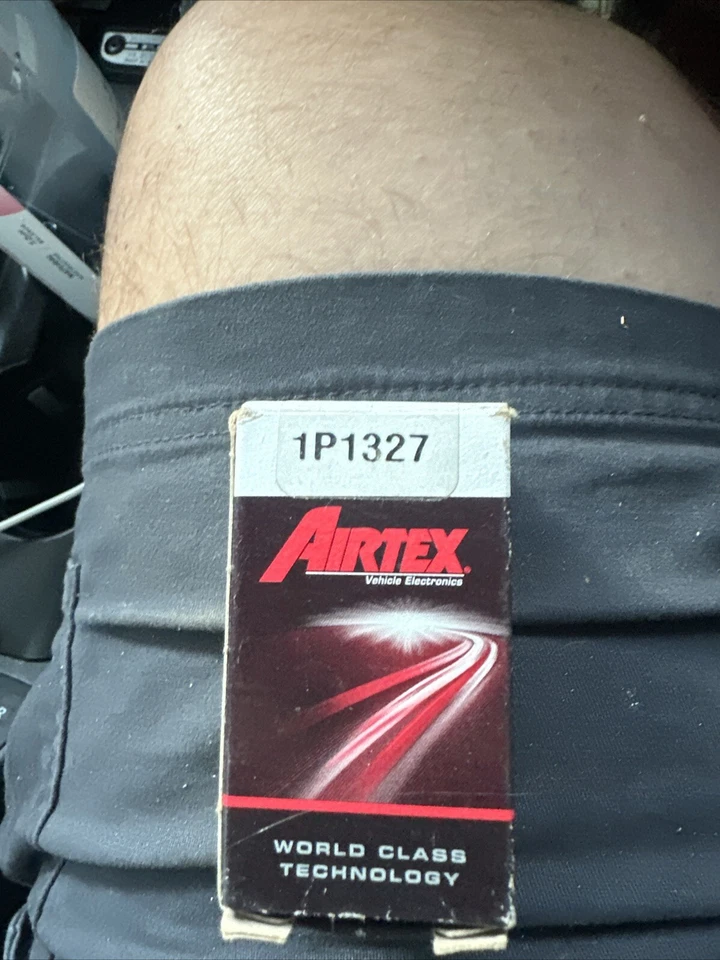 1P1327
AIRTEX.
Vehicle Electronics
WORLD CLASS
TECHNOLOGY